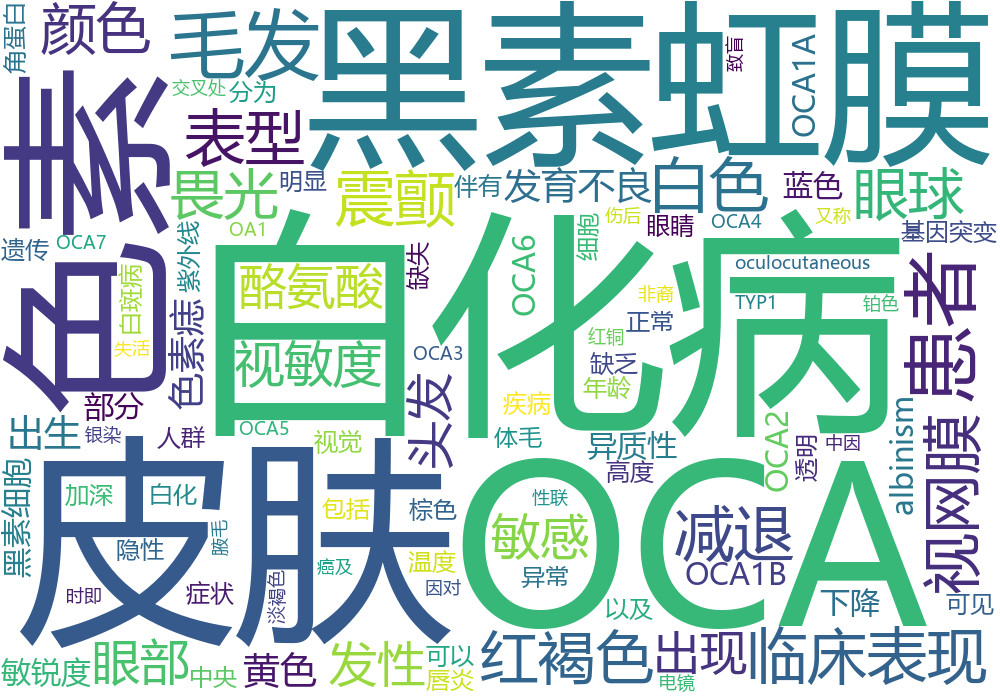 角蛋白
颜色
毛发
黑素
虹膜
致盲
OCA1A
交叉处
分为
色素
表型
畏光
明显
震颤
伴有
发育不良
白色
蓝色
眼球
遗传
OCA7
紫外线
OA1
缺失
OCA6
细胞
伤后
眼睛
OCA4
又称
基因突变
白斑病
失活
色素痣
酪氨酸
视敏度
白化病
oculocutaneous
非裔
TYP1
铂色
正常
红铜
OCA3
缺乏
年龄
患者
部分
出生
银染
人群
OCA5
视觉
头发
疾病
体毛
异质性
高度
OCA2
透明
中因
albinism
视网膜
黑素细胞
加深
白化
腋毛
皮肤
包括
棕色
OCA
性联
敏感
减退
隐性
癌及
温度
异常
OCA1B
时即
症状
淡褐色
因对
以及
下降
可见
敏锐度
眼部
中央
黄色
发性
可以
唇炎
红褐色
电镜
出现
临床表现